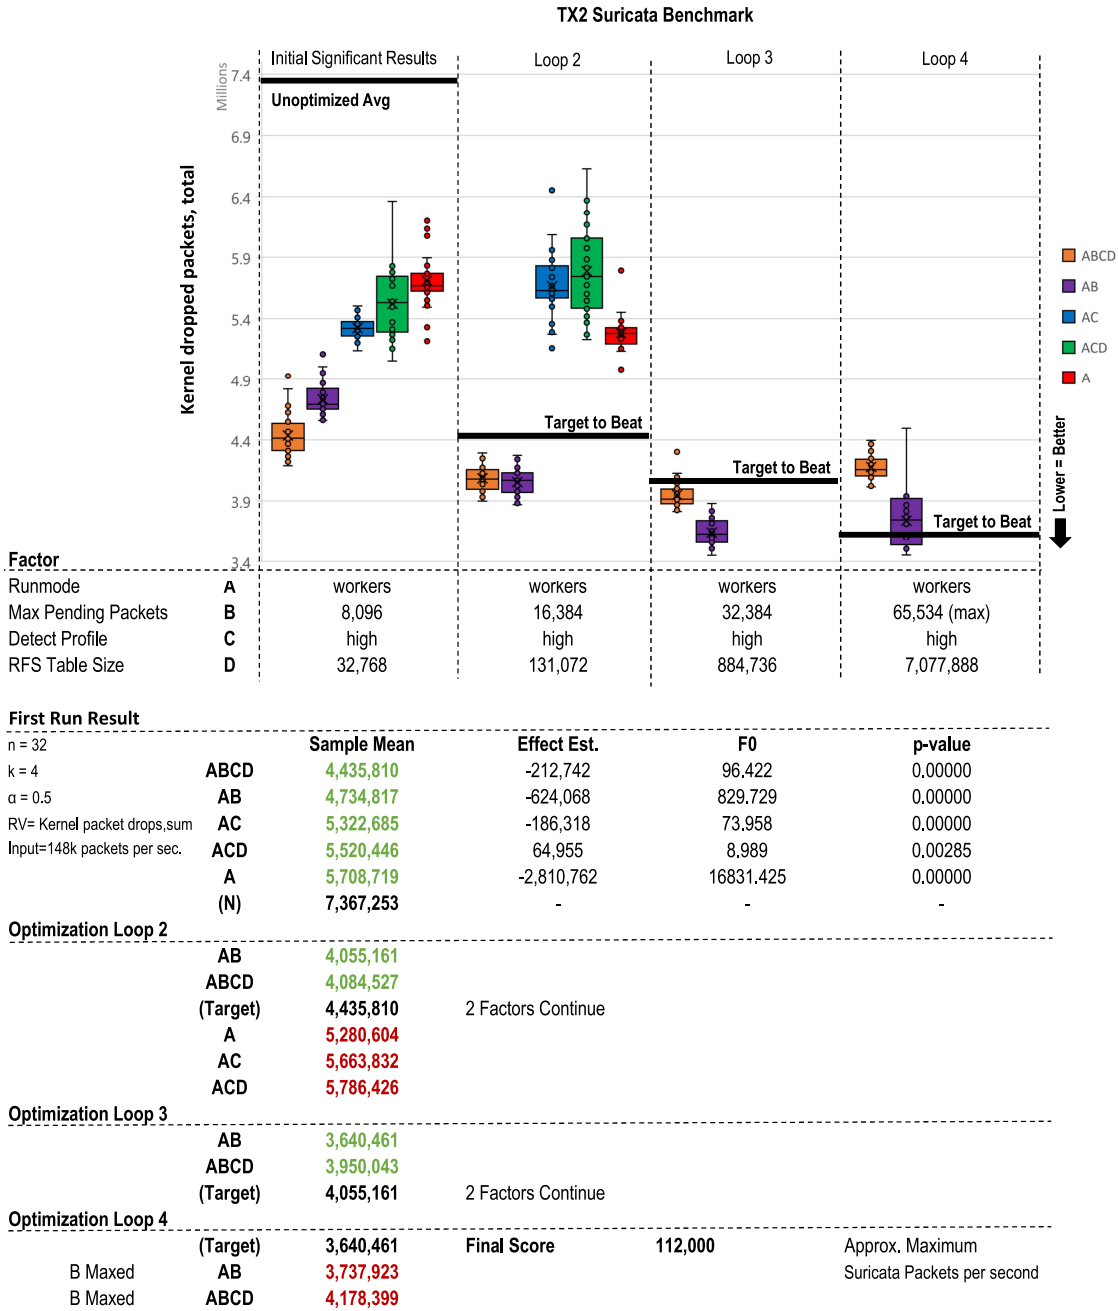 TX2 Suricata Benchmark
Initial Significant Results
Loop 2
Loop 3
Loop 4
Millions
7.4
6.9
6.4
5.9
5.4
4.9
4.4
3.9
3.4
Kernel dropped packets, total
Unoptimized Avg
Target to Beat
Target to Beat
Target to Beat
ABCD
AB
AC
ACD
A
Lower = Better
Factor
Runmode A workers workers workers workers
Max Pending Packets B 8,096 16,384 32,384 65,534 (max)
Detect Profile C high high high high
RFS Table Size D 32,768 131,072 884,736 7,077,888
First Run Result
n = 32 Sample Mean Effect Est. F0 p-value
k = 4 ABCD 4,435,810 -212,742 96.422 0.00000
α = 0.5 AB 4,734,817 -624,068 829.729 0.00000
RV= Kernel packet drops,sum AC 5,322,685 -186,318 73.958 0.00000
Input=148k packets per sec. ACD 5,520,446 64,955 8.989 0.00285
A 5,708,719 -2,810,762 16831.425 0.00000
(N) 7,367,253 - - -
Optimization Loop 2
AB 4,055,161
ABCD 4,084,527
(Target) 4,435,810 2 Factors Continue
A 5,280,604
AC 5,663,832
ACD 5,786,426
Optimization Loop 3
AB 3,640,461
ABCD 3,950,043
(Target) 4,055,161 2 Factors Continue
Optimization Loop 4
(Target) 3,640,461 Final Score 112,000 Approx. Maximum
B Maxed AB 3,737,923 Suricata Packets per second
B Maxed ABCD 4,178,399